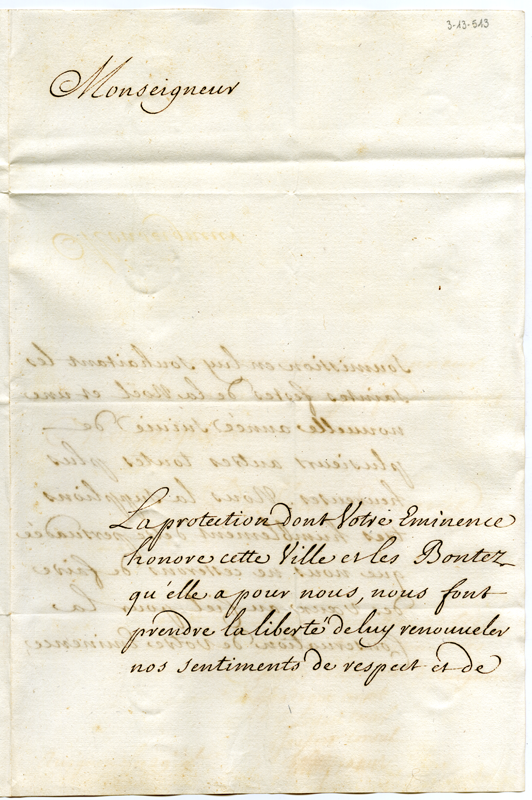 3-13-513
Monseigneur
La protection dont Votre Eminence
honore cette Ville et les Bontez
qu'elle a pour nous, nous font
prendre la liberté de luy renouveler
nos sentiments de respect et de